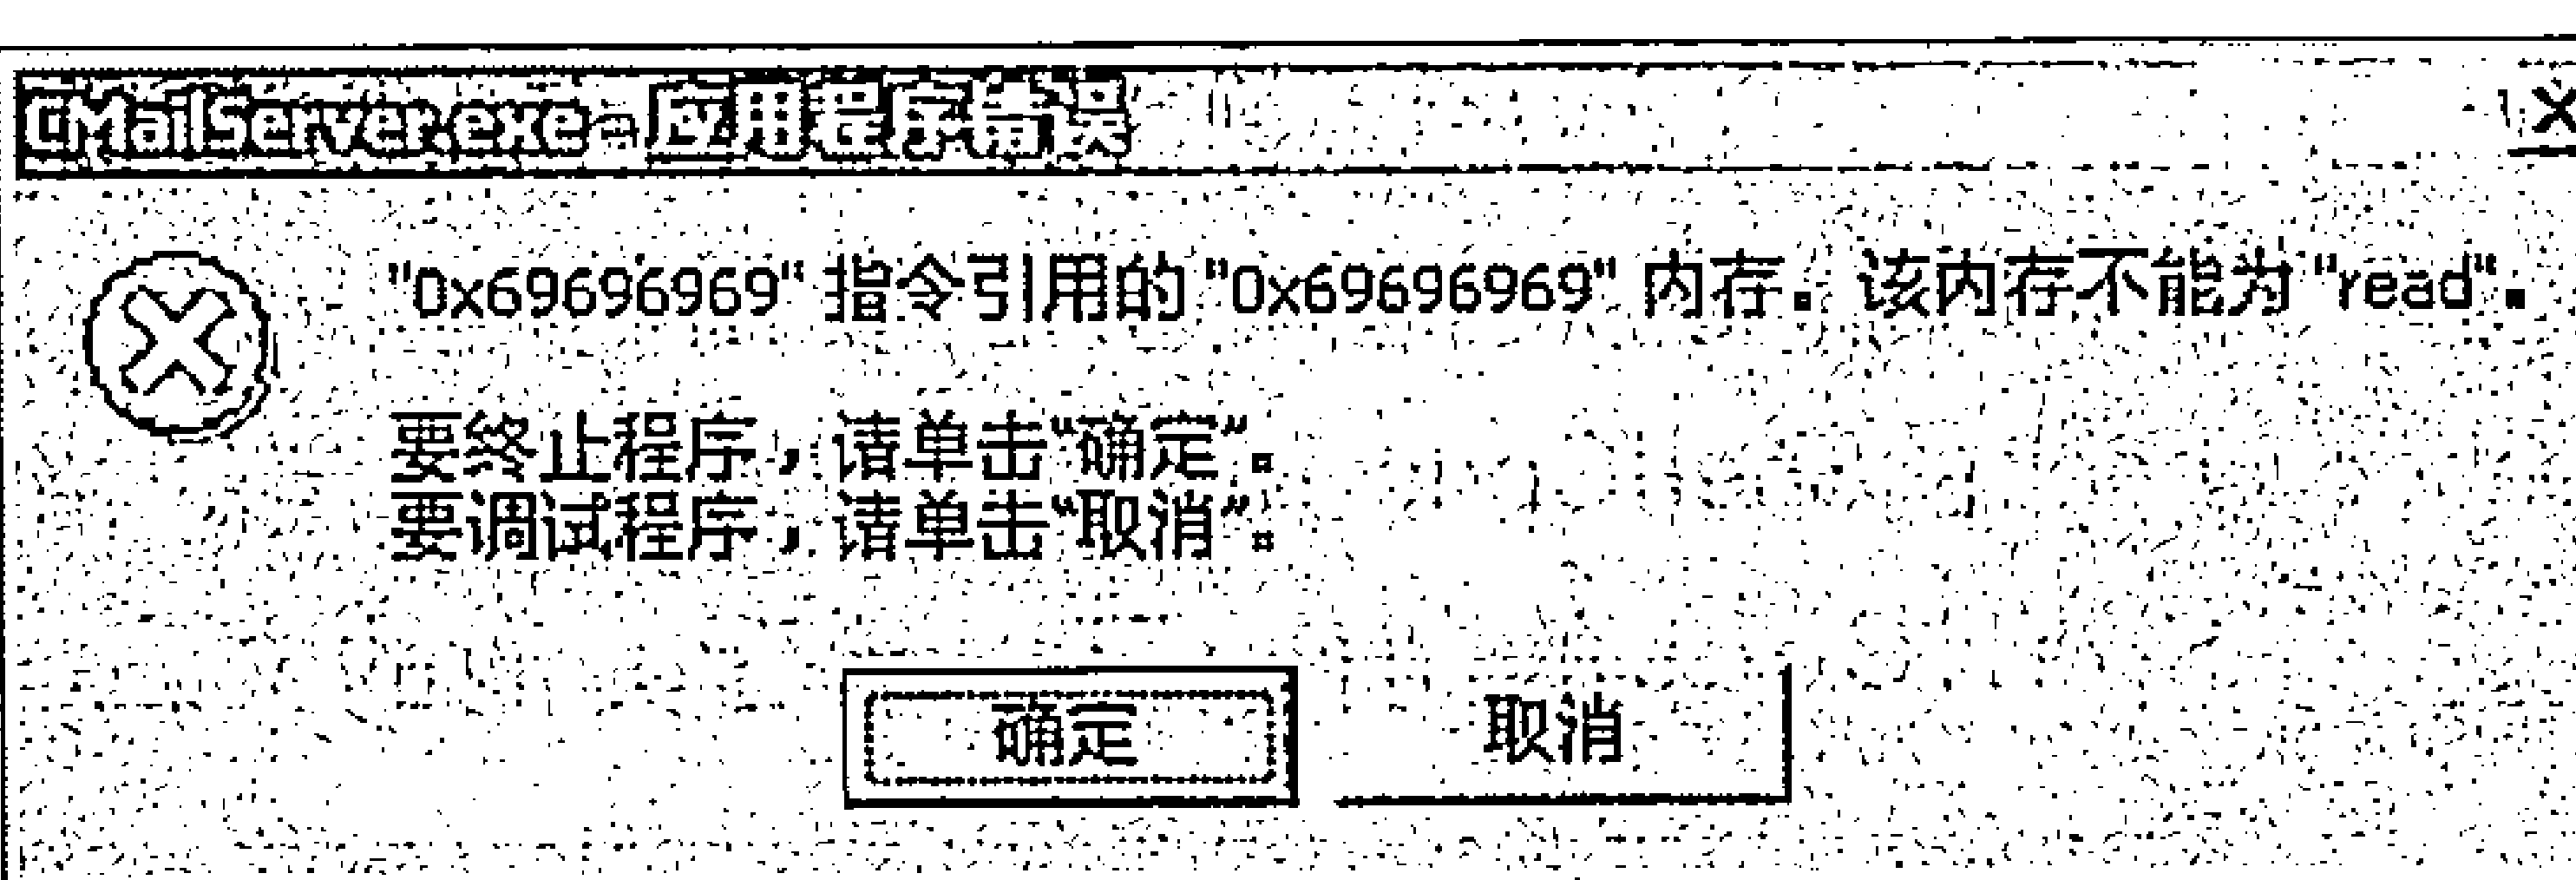 CMailServer.exe - 应用程序错误
"0x69696969" 指令引用的 "0x69696969" 内存. 该内存不能为 "read".
要终止程序，请单击“确定”。
要调试程序，请单击“取消”。
确定 取消